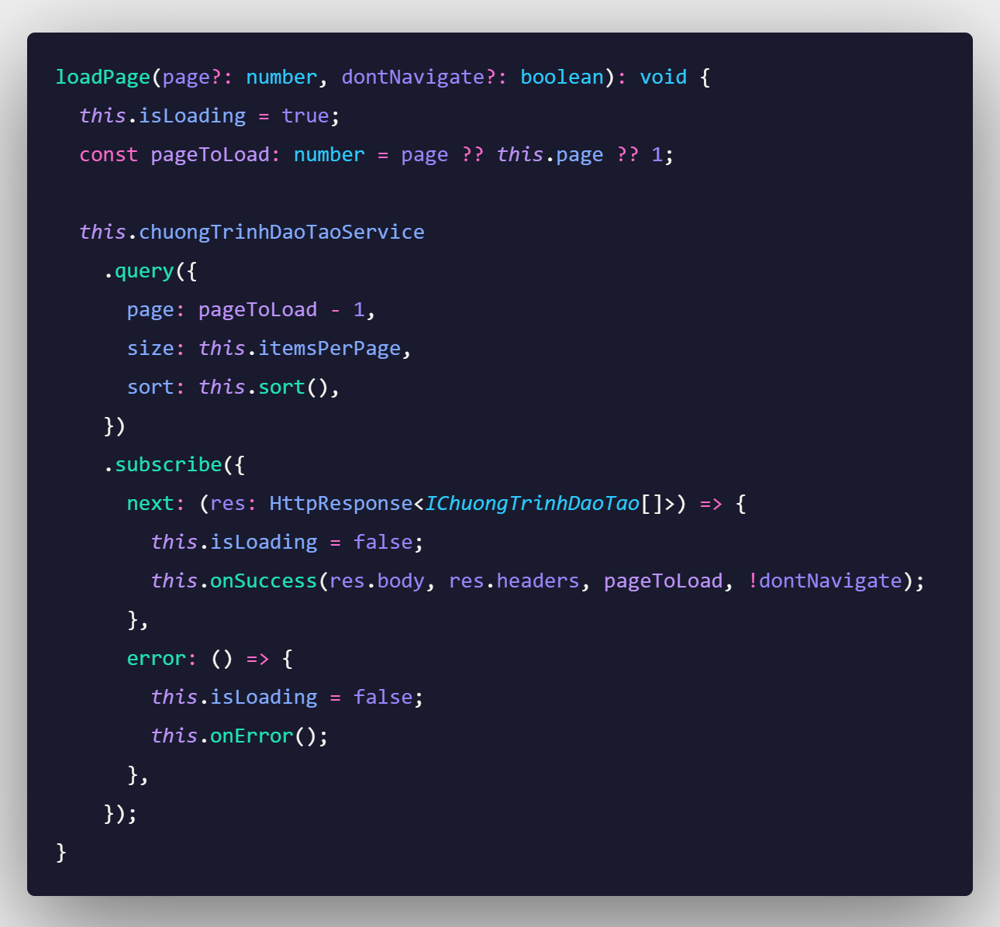 loadPage(page?: number, dontNavigate?: boolean): void {
  this.isLoading = true;
  const pageToLoad: number = page ?? this.page ?? 1;

  this.chuongTrinhDaoTaoService
    .query({
      page: pageToLoad - 1,
      size: this.itemsPerPage,
      sort: this.sort(),
    })
    .subscribe({
      next: (res: HttpResponse<IChuongTrinhDaoTao[]>) => {
        this.isLoading = false;
        this.onSuccess(res.body, res.headers, pageToLoad, !dontNavigate);
      },
      error: () => {
        this.isLoading = false;
        this.onError();
      },
    });
}